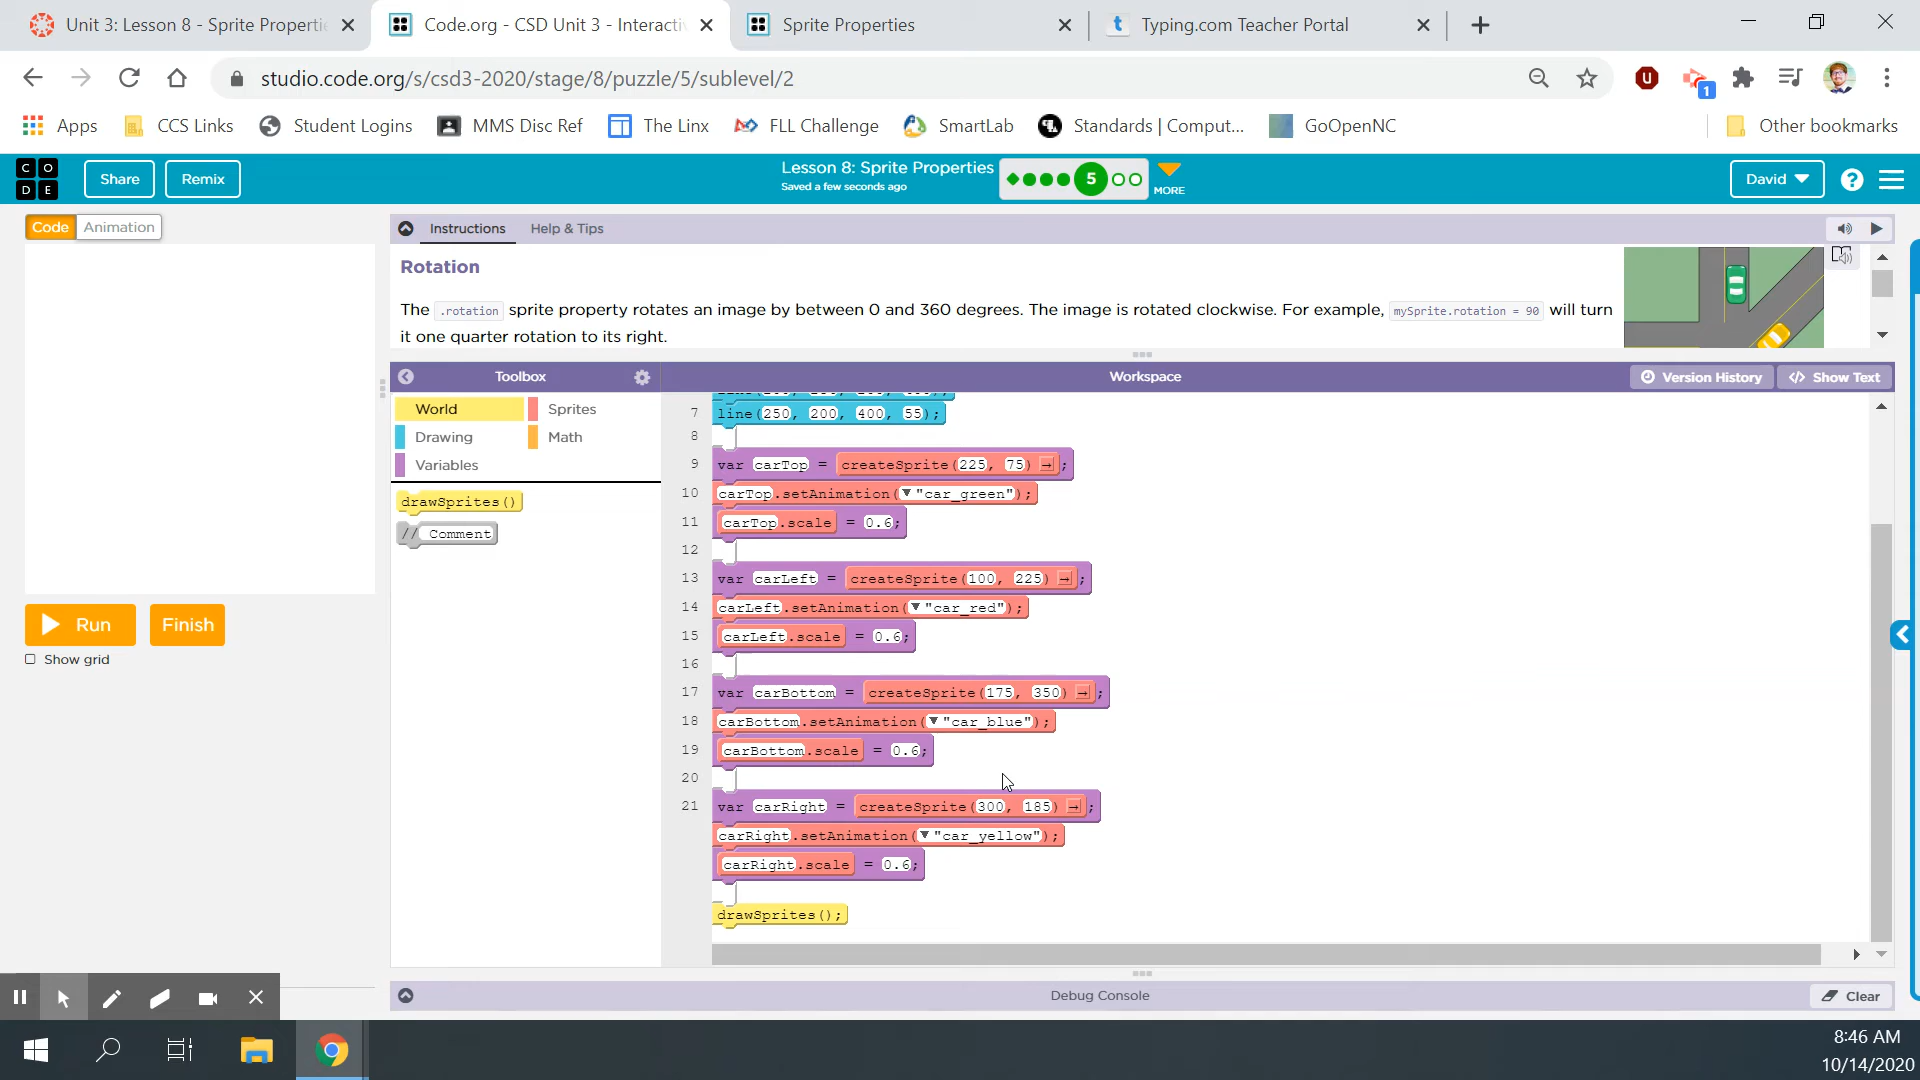 Unit 3: Lesson 8 - Sprite Properti
Code.org - CSD Unit 3 - Interacti
Sprite Properties
Typing.com Teacher Portal
studio.code.org/s/csd3-2020/stage/8/puzzle/5/sublevel/2
1
Apps
CCS Links
Student Logins
MMS Disc Ref
The Linx
FLL Challenge
SmartLab
Standards | Comput...
GoOpenNC
Other bookmarks
C O D E
Share
Remix
Lesson 8: Sprite Properties
Saved a few seconds ago
5
MORE
David
Code
Animation
Instructions
Help & Tips
Rotation
The .rotation sprite property rotates an image by between 0 and 360 degrees. The image is rotated clockwise. For example, mySprite.rotation = 90 will turn
it one quarter rotation to its right.
Toolbox
Workspace
Version History
Show Text
World
Sprites
Drawing
Math
Variables
drawSprites()
// Comment
7 line(250, 200, 400, 55);
8
9 var carTop = createSprite(225, 75);
10 carTop.setAnimation("car_green");
11 carTop.scale = 0.6;
12
13 var carLeft = createSprite(100, 225);
14 carLeft.setAnimation("car_red");
15 carLeft.scale = 0.6;
16
17 var carBottom = createSprite(175, 350);
18 carBottom.setAnimation("car_blue");
19 carBottom.scale = 0.6;
20
21 var carRight = createSprite(300, 185);
carRight.setAnimation("car_yellow");
carRight.scale = 0.6;
drawSprites();
Run
Finish
Show grid
Debug Console
Clear
8:46 AM
10/14/2020